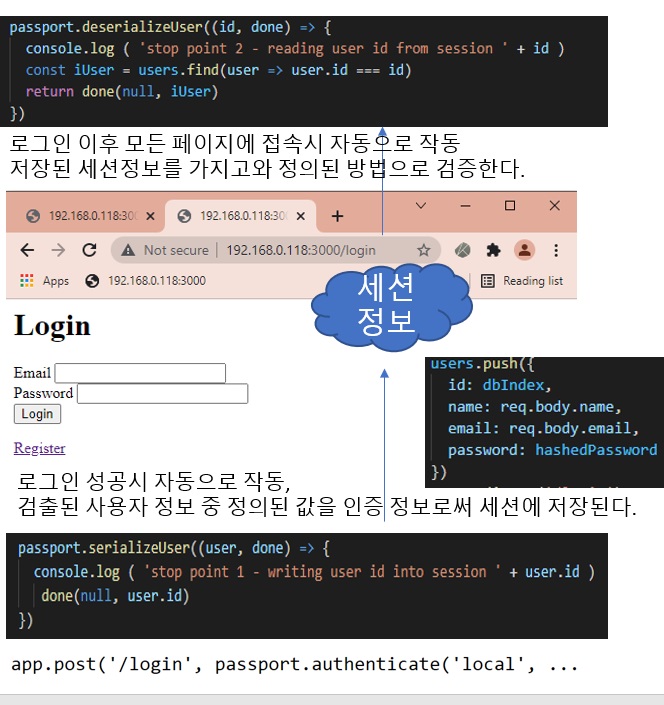 passport.deserializeUser((id, done) => {
console.log ( 'stop point 2 - reading user id from session ' + id )
const iUser = users.find(user => user.id === id)
return done(null, iUser)
})
로그인 이후 모든 페이지에 접속시 자동으로 작동
저장된 세션정보를 가지고와 정의된 방법으로 검증한다.
192.168.0.118:300
192.168.0.118:30
Not secure | 192.168.0.118:3000/login
Apps 192.168.0.118:3000 Reading list
세션
정보
Login
Email
Password
Login
Register
users.push({
id: dbIndex,
name: req.body.name,
email: req.body.email,
password: hashedPassword
})
로그인 성공시 자동으로 작동,
검출된 사용자 정보 중 정의된 값을 인증 정보로써 세션에 저장된다.
passport.serializeUser((user, done) => {
console.log ( 'stop point 1 - writing user id into session ' + user.id )
done(null, user.id)
})
app.post('/login', passport.authenticate('local', ...